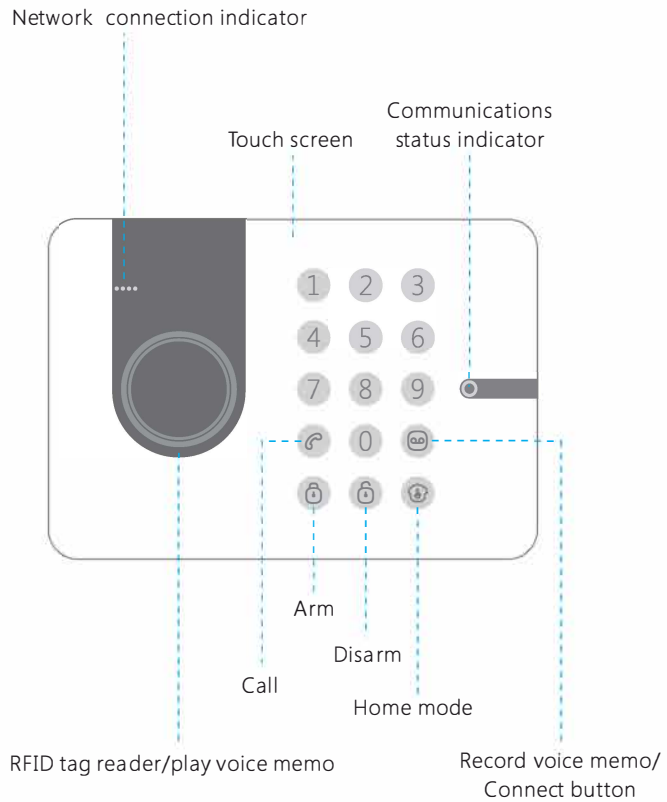 Network connection indicator
Communications
status indicator
Touch screen
1 2 3
4 5 6
7 8 9
0
Arm
Disarm
Call
Home mode
RFID tag reader/play voice memo
Record voice memo/
Connect button